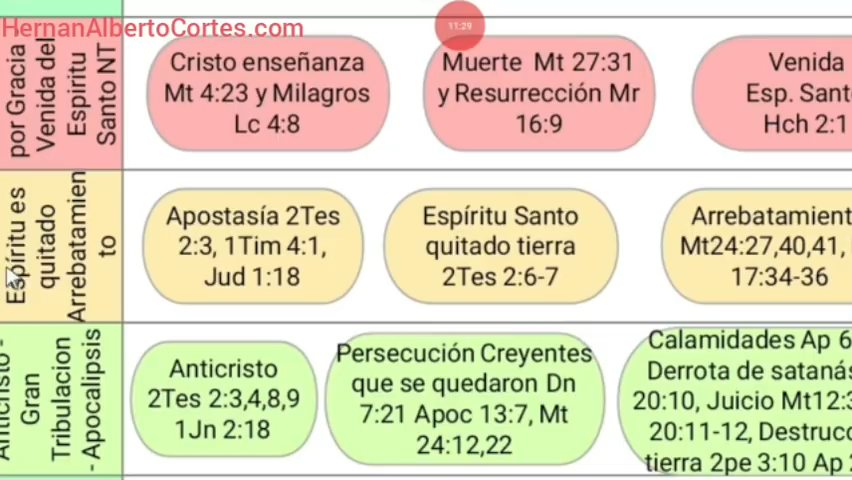 HernanAlbertoCortes.com
11:29
por Gracia
Venida del
Espiritu
Santo NT
Cristo enseñanza
Mt 4:23 y Milagros
Lc 4:8
Muerte Mt 27:31
y Resurrección Mr
16:9
Venida
Esp. Sant
Hch 2:1
Espíritu es
quitado
Arrebatamien
to
Apostasía 2Tes
2:3, 1Tim 4:1,
Jud 1:18
Espíritu Santo
quitado tierra
2Tes 2:6-7
Arrebatamient
Mt24:27,40,41,
17:34-36
Anticristo -
Gran
Tribulacion
- Apocalipsis
Anticristo
2Tes 2:3,4,8,9
1Jn 2:18
Persecución Creyentes
que se quedaron Dn
7:21 Apoc 13:7, Mt
24:12,22
Calamidades Ap 6
Derrota de satanás
20:10, Juicio Mt12:3
20:11-12, Destrucc
tierra 2pe 3:10 Ap